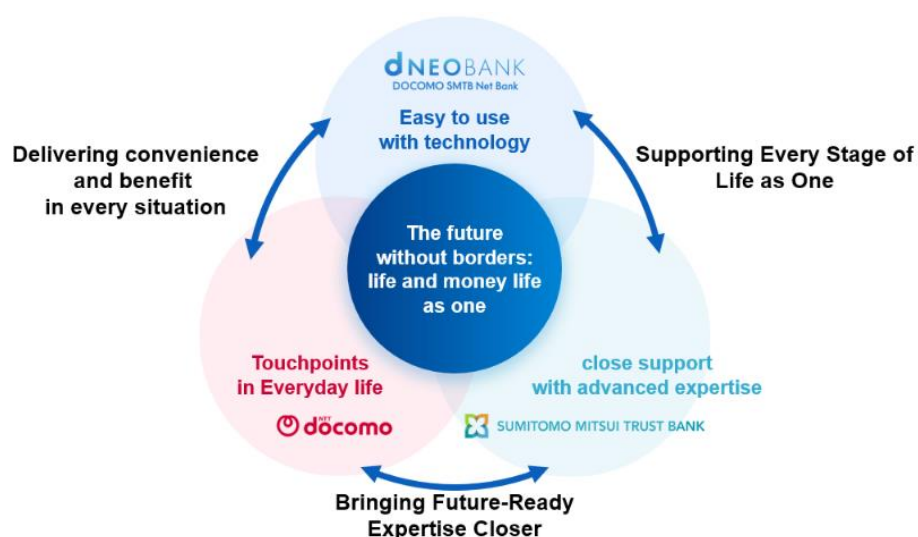 dNEOBANK
DOCOMO SMTB Net Bank
Easy to use
with technology
Delivering convenience
and benefit
in every situation
Supporting Every Stage of
Life as One
The future
without borders:
life and money life
as one
Touchpoints
in Everyday life
NTT
döcomo
close support
with advanced expertise
SUMITOMO MITSUI TRUST BANK
Bringing Future-Ready
Expertise Closer